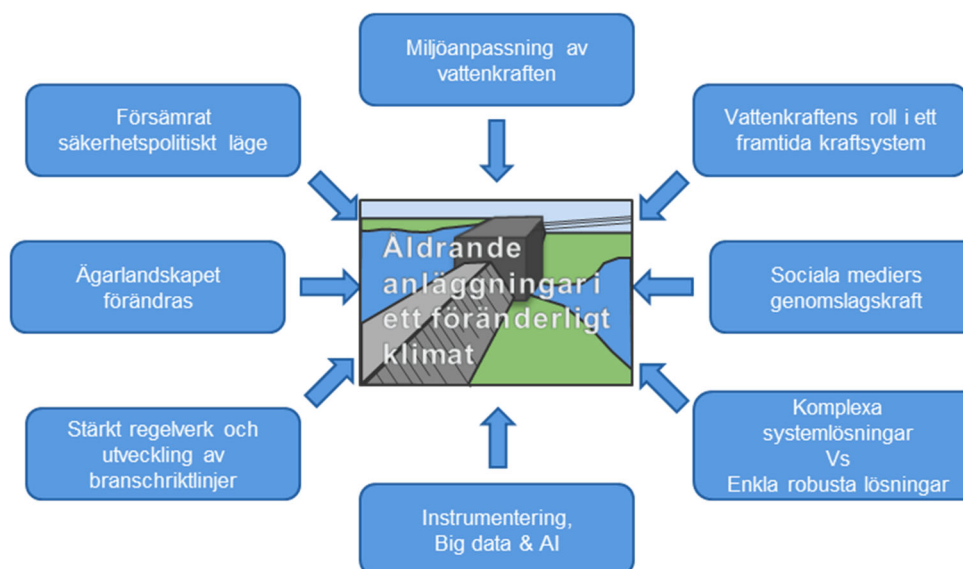 Miljöanpassning av
vattenkraften
Försämrat
säkerhetspolitiskt läge
Vattenkraftens roll i ett
framtida kraftsystem
Ägarlandskapet
förändras
Åldrande
anläggningar i
ett föränderligt
klimat
Sociala mediers
genomslagskraft
Stärkt regelverk och
utveckling av
branschriktlinjer
Komplexa
systemlösningar
Vs
Enkla robusta lösningar
Instrumentering,
Big data & AI